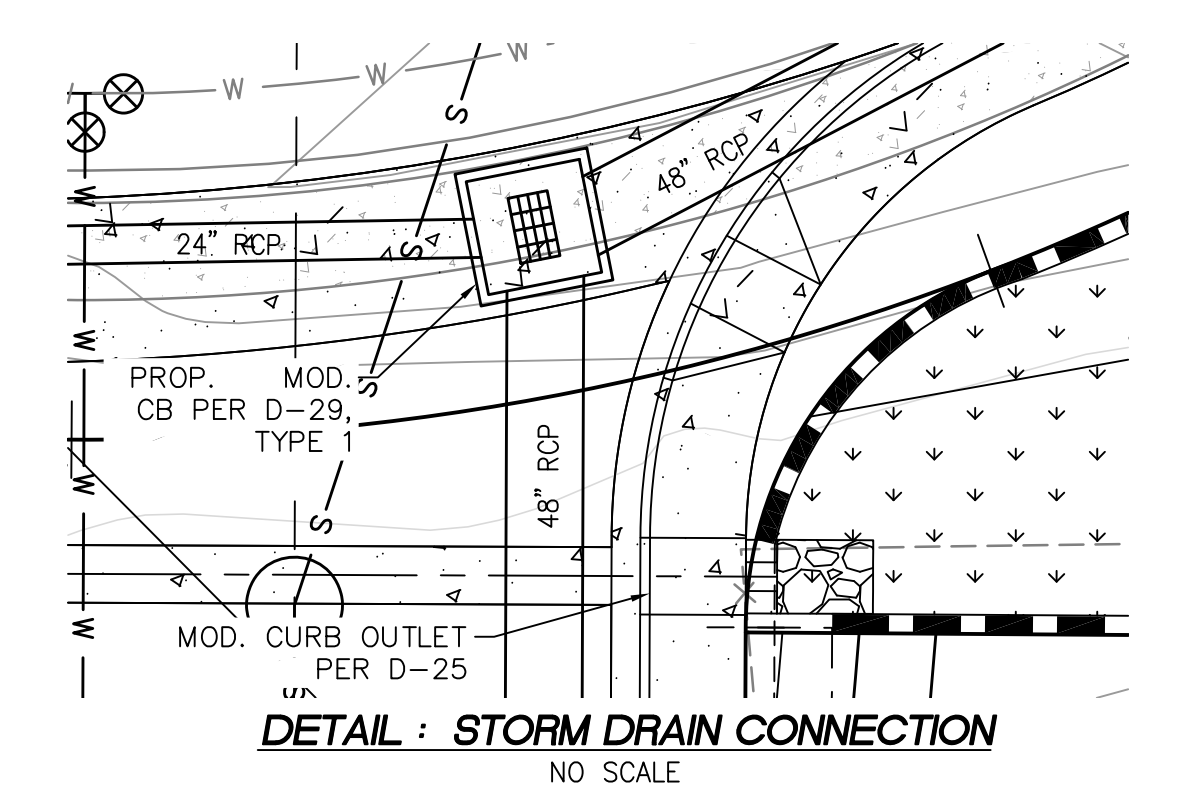 W
W
W
S
48” RCP
W
24” RCP
S
W
PROP. MOD.
CB PER D-29,
TYPE 1
S
W
48” RCP
S
W
MOD. CURB OUTLET
PER D-25
DETAIL : STORM DRAIN CONNECTION
NO SCALE